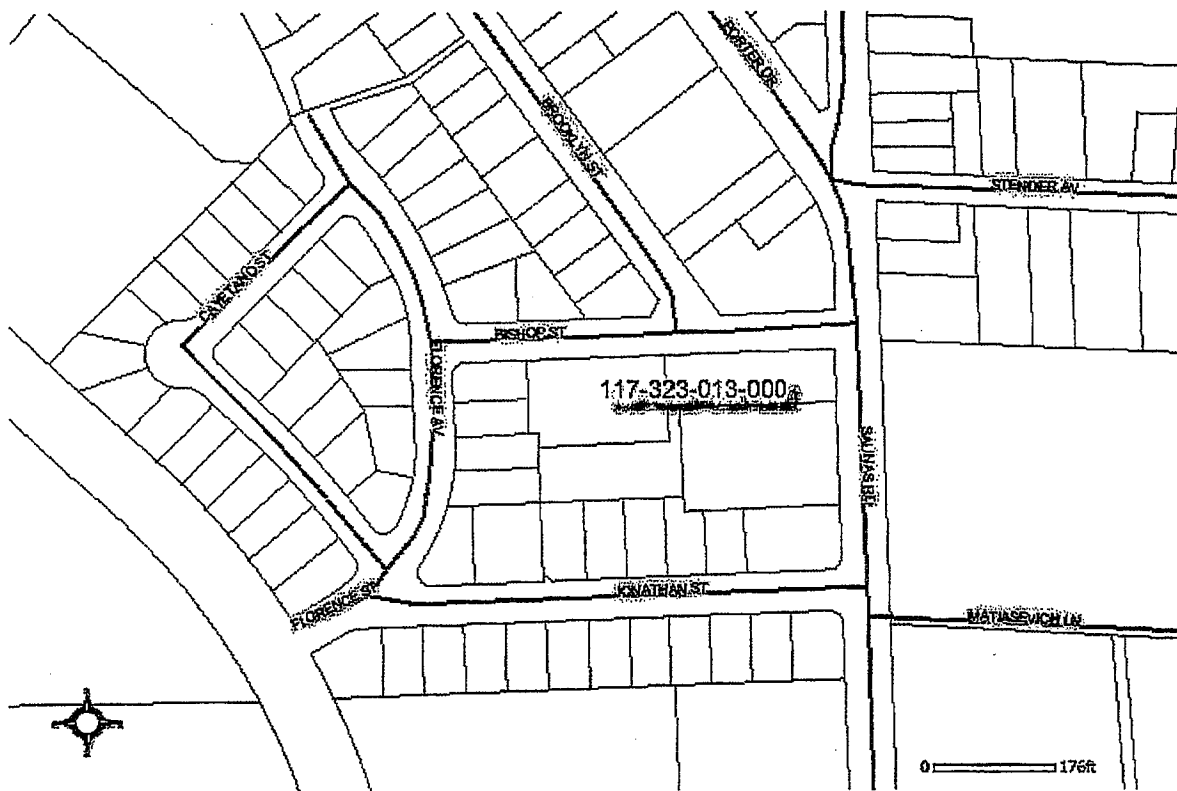 PORTER DR
BROOKLYN ST
STENDER AV
CAYETANO ST
BISHOP ST
FLORENCE AV
117-323-013-000
SALINAS RD
JONATHAN ST
FLORENCE ST
MATIASEVICH LN
0 176ft